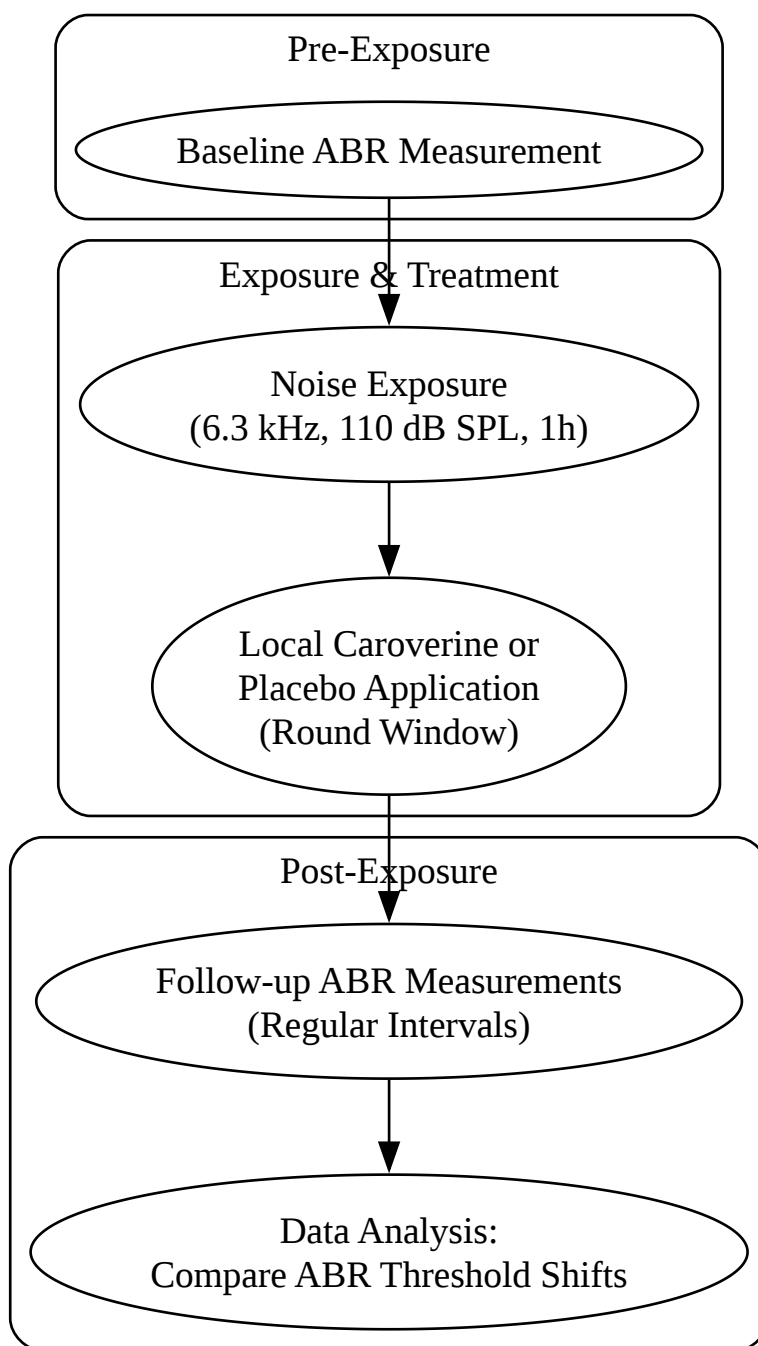 Pre-Exposure
Baseline ABR Measurement
Exposure & Treatment
Noise Exposure
(6.3 kHz, 110 dB SPL, 1h)
Local Caroverine or
Placebo Application
(Round Window)
Post-Exposure
Follow-up ABR Measurements
(Regular Intervals)
Data Analysis:
Compare ABR Threshold Shifts